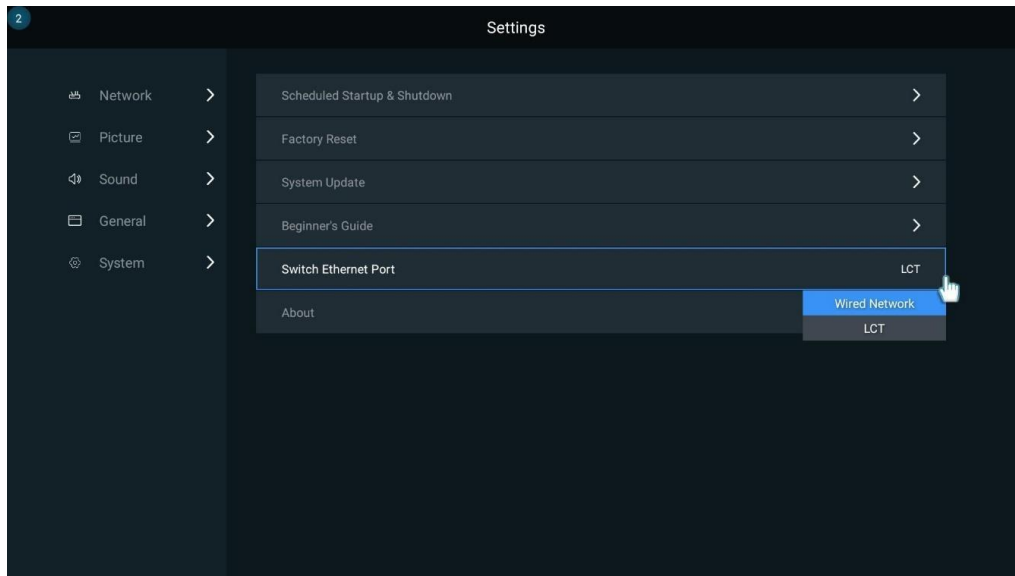 2
Settings
Network
Picture
Sound
General
System
Scheduled Startup & Shutdown
Factory Reset
System Update
Beginner's Guide
Switch Ethernet Port LCT
About
Wired Network
LCT